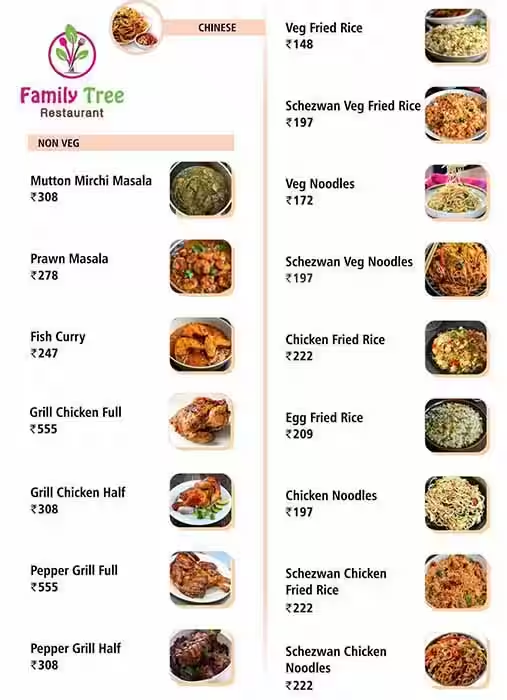 Family Tree
Restaurant
NON VEG
Mutton Mirchi Masala
₹308
Prawn Masala
₹278
Fish Curry
₹247
Grill Chicken Full
₹555
Grill Chicken Half
₹308
Pepper Grill Full
₹555
Pepper Grill Half
₹308
CHINESE
Veg Fried Rice
₹148
Schezwan Veg Fried Rice
₹197
Veg Noodles
₹172
Schezwan Veg Noodles
₹197
Chicken Fried Rice
₹222
Egg Fried Rice
₹209
Chicken Noodles
₹197
Schezwan Chicken
Fried Rice
₹222
Schezwan Chicken
Noodles
₹222